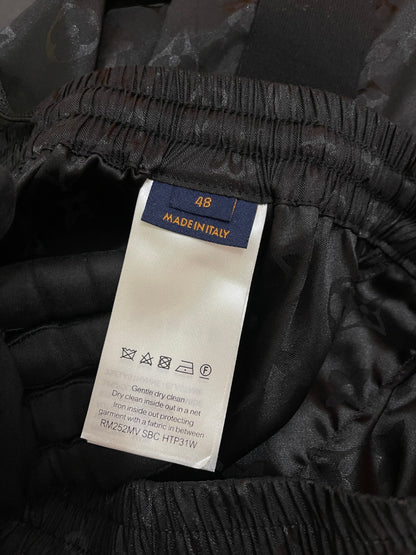 48
MADE IN ITALY
Gentle dry clean
Dry clean inside out in a net
Iron inside out protecting
garment with a fabric in between
RM252MV SBC HTP31W